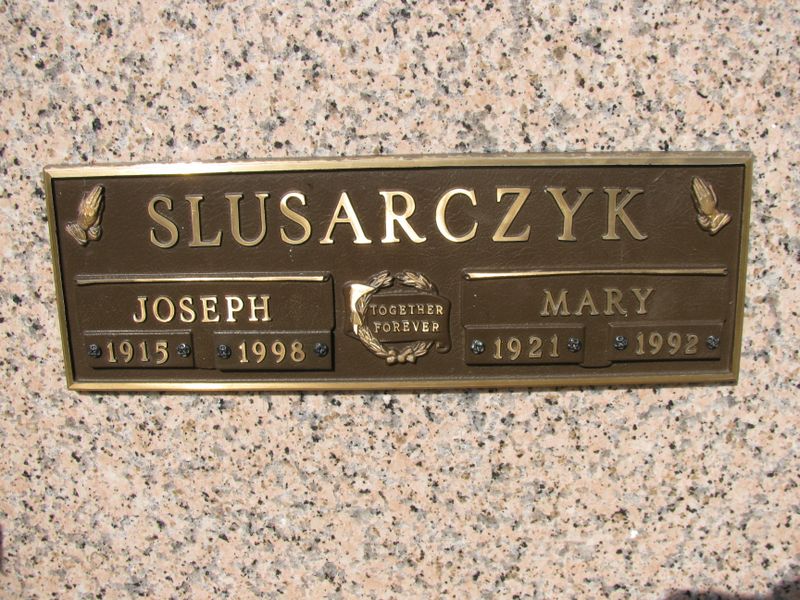 SLUSARCZYK
JOSEPH
1915 1998
TOGETHER
FOREVER
MARY
1921 1992